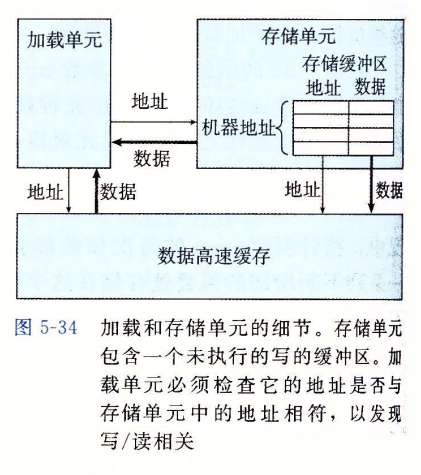 加载单元
存储单元
存储缓冲区
地址 数据
地址
机器地址
数据
地址
数据
地址
数据
数据高速缓存
图 5-34 加载和存储单元的细节。存储单元
包含一个未执行的写的缓冲区。加
载单元必须检查它的地址是否与
存储单元中的地址相符，以发现
写/读相关